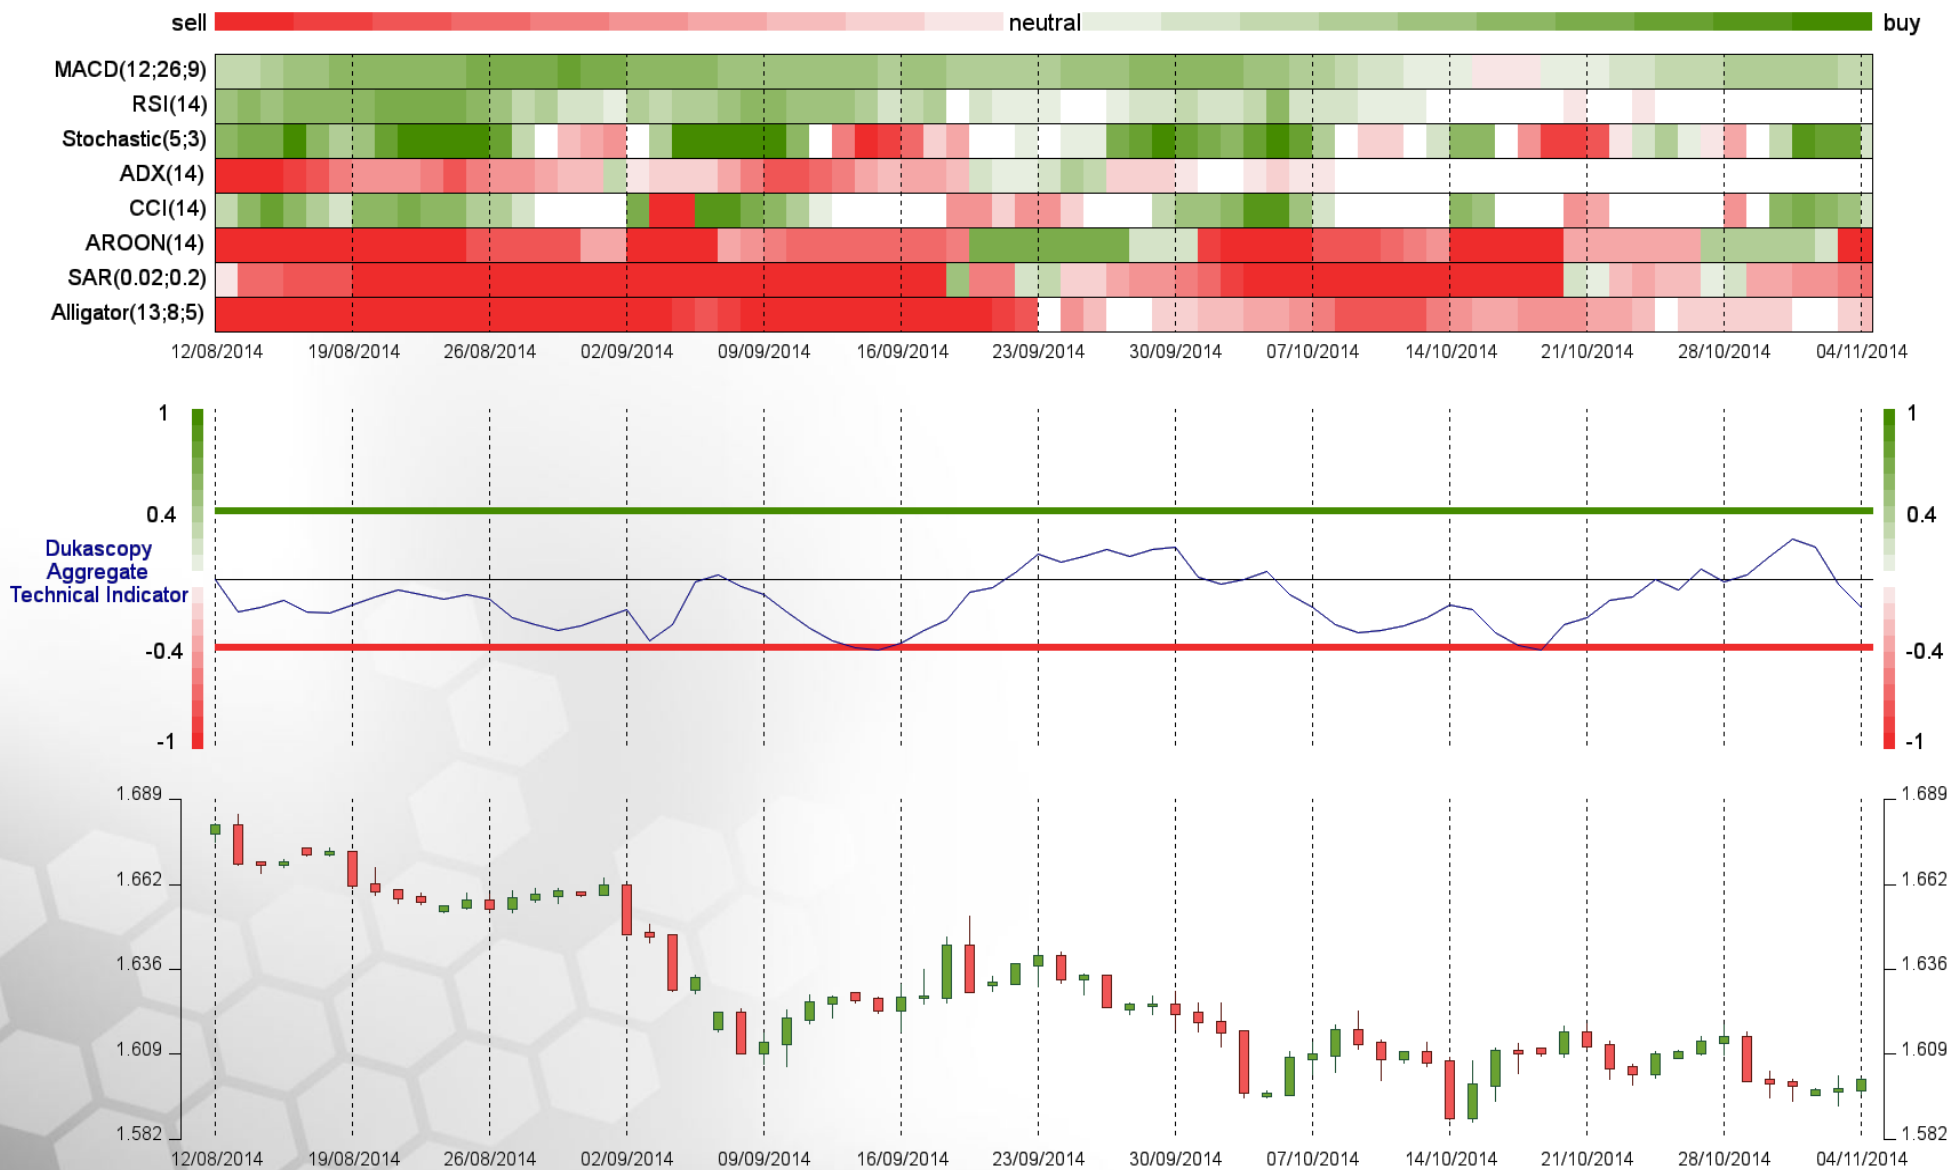 sell neutral buy
MACD(12;26;9)
RSI(14)
Stochastic(5;3)
ADX(14)
CCI(14)
AROON(14)
SAR(0.02;0.2)
Alligator(13;8;5)
12/08/2014 19/08/2014 26/08/2014 02/09/2014 09/09/2014 16/09/2014 23/09/2014 30/09/2014 07/10/2014 14/10/2014 21/10/2014 28/10/2014 04/11/2014
1 1
0.4 0.4
Dukascopy
Aggregate
Technical Indicator
-0.4 -0.4
-1 -1
1.689 1.689
1.662 1.662
1.636 1.636
1.609 1.609
1.582 1.582
12/08/2014 19/08/2014 26/08/2014 02/09/2014 09/09/2014 16/09/2014 23/09/2014 30/09/2014 07/10/2014 14/10/2014 21/10/2014 28/10/2014 04/11/2014